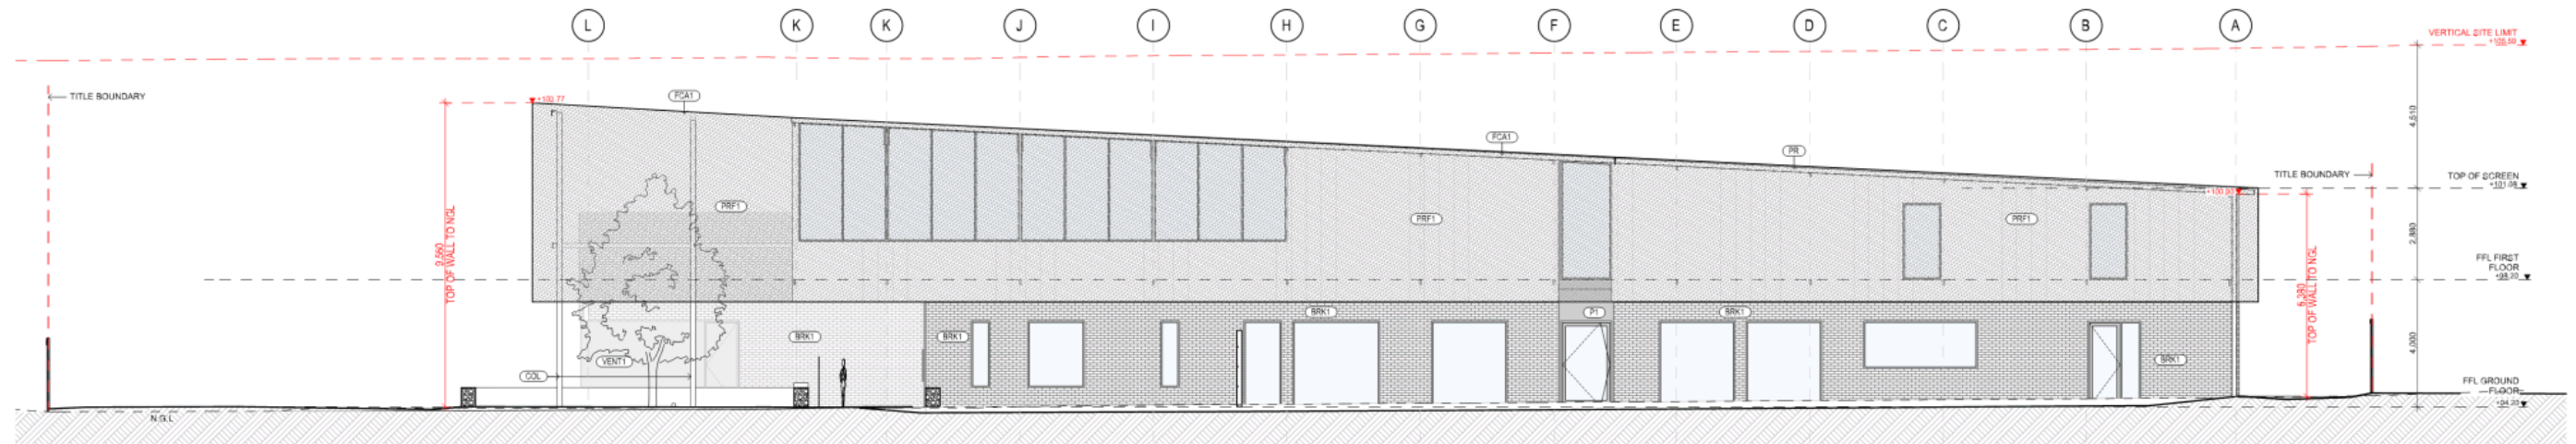 L K K J I H G F E D C B A
VERTICAL SITE LIMIT
TITLE BOUNDARY
+100.77
FCA1
4,510
FCA1
PR
TITLE BOUNDARY
TOP OF SCREEN
+101.08
PRF1
PRF1
PRF1
9,560
TOP OF WALL TO NGL
2,880
FFL FIRST
FLOOR
+98.20
6,380
TOP OF WALL TO NGL
BRK1
BRK1
BRK1
P1
BRK1
BRK1
VENT1
COL
4,000
FFL GROUND
FLOOR
+94.20
N.G.L